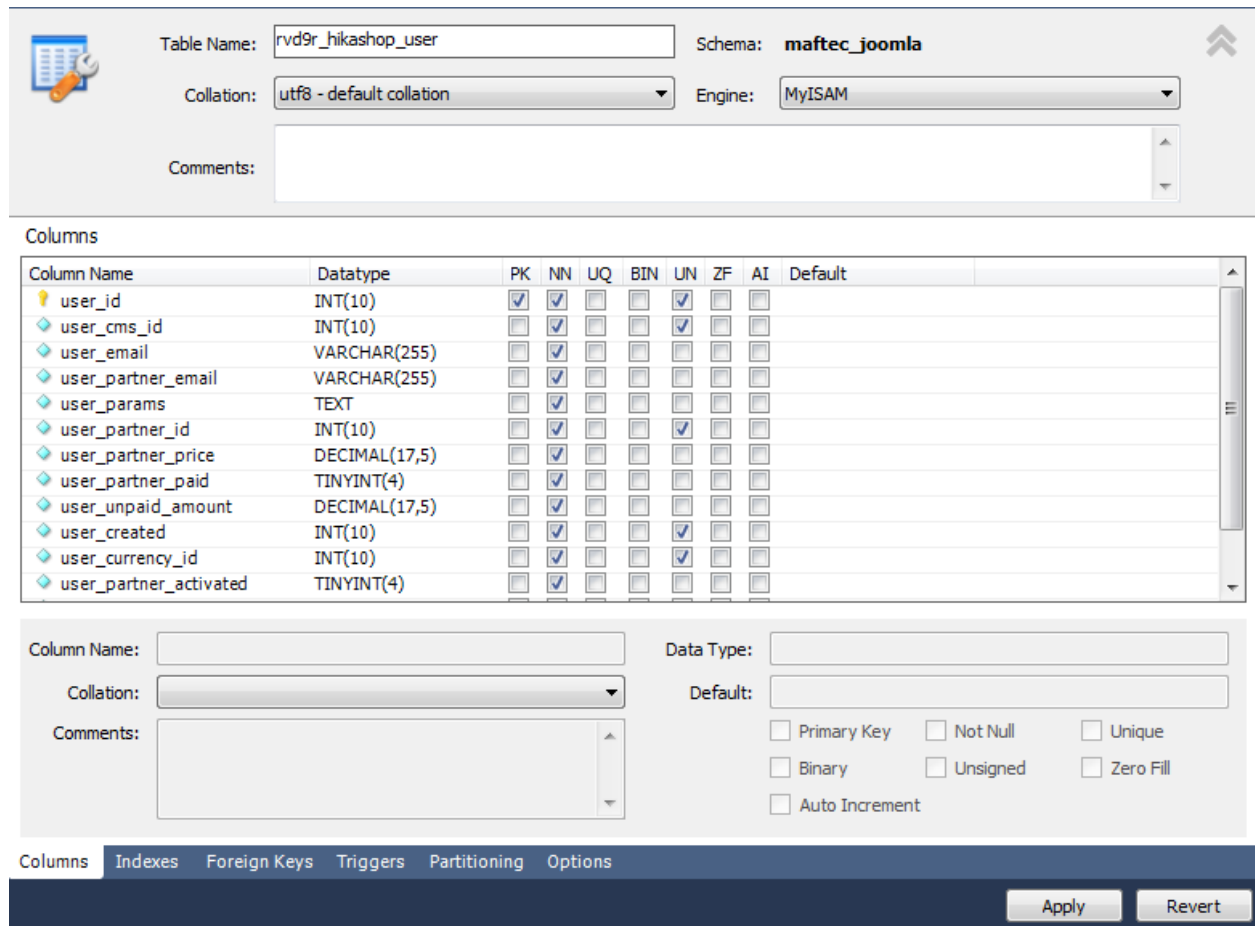 Table Name: rvd9r_hikashop_user Schema: maftec_joomla
Collation: utf8 - default collation Engine: MyISAM
Comments:
Columns
Column Name Datatype PK NN UQ BIN UN ZF AI Default
user_id INT(10)
user_cms_id INT(10)
user_email VARCHAR(255)
user_partner_email VARCHAR(255)
user_params TEXT
user_partner_id INT(10)
user_partner_price DECIMAL(17,5)
user_partner_paid TINYINT(4)
user_unpaid_amount DECIMAL(17,5)
user_created INT(10)
user_currency_id INT(10)
user_partner_activated TINYINT(4)
Column Name: Data Type:
Collation: Default:
Comments: Primary Key Not Null Unique
Binary Unsigned Zero Fill
Auto Increment
Columns Indexes Foreign Keys Triggers Partitioning Options
Apply Revert